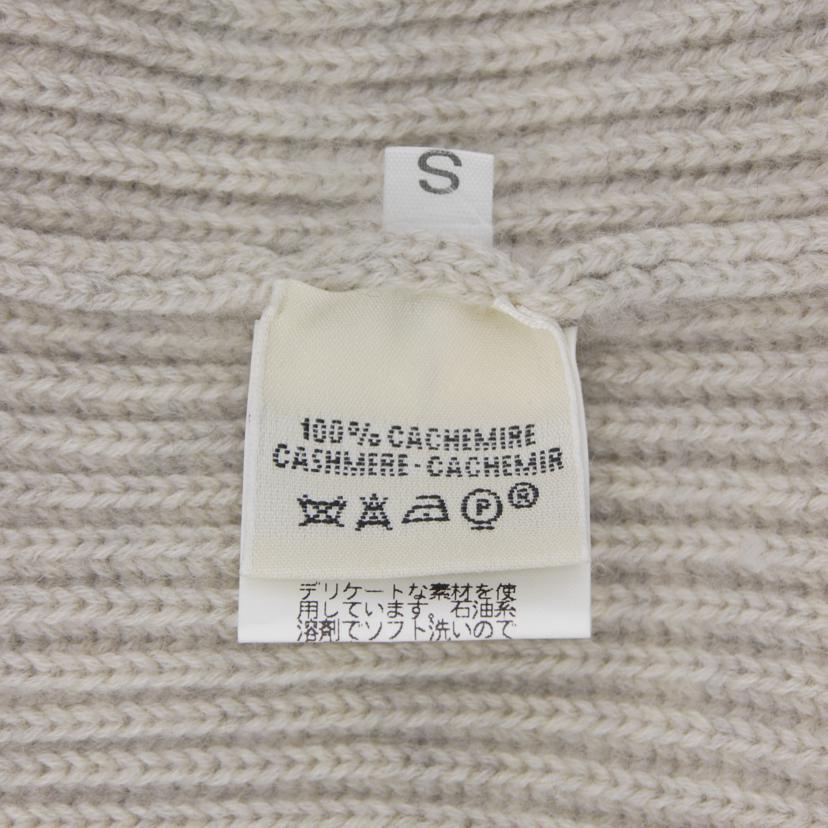 S
100% CACHEMIRE
CASHMERE-CACHEMIR
P ®
デリケートな素材を使
用しています。石油系
溶剤でソフト洗いので